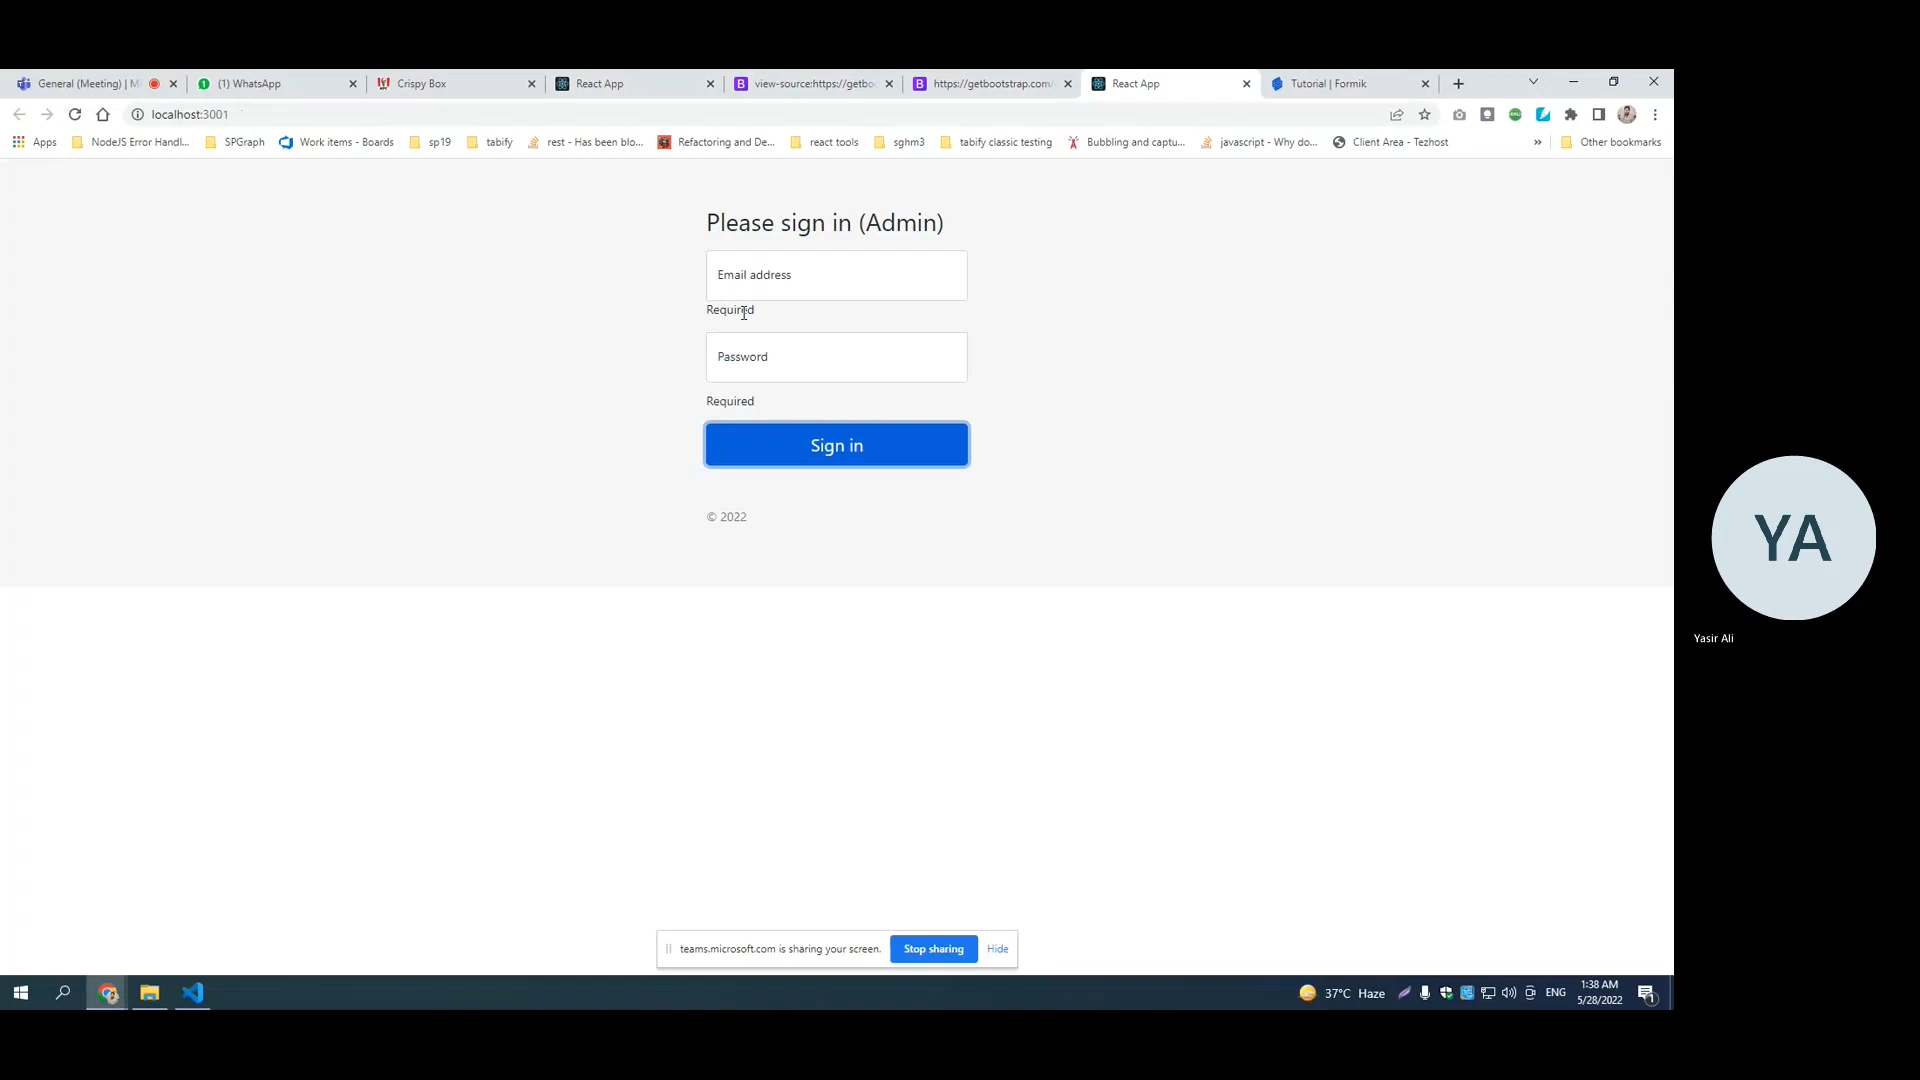 General (Meeting) | M
(1) WhatsApp
Crispy Box
React App
view-source:https://getbo
https://getbootstrap.com/
React App
Tutorial | Formik
localhost:3001
Apps
NodeJS Error Handl...
SPGraph
Work items - Boards
sp19
tabify
rest - Has been blo...
Refactoring and De...
react tools
sghm3
tabify classic testing
Bubbling and captu...
javascript - Why do...
Client Area - Tezhost
»
Other bookmarks
Please sign in (Admin)
Email address
Required
Password
Required
Sign in
© 2022
YA
Yasir Ali
teams.microsoft.com is sharing your screen.
Stop sharing
Hide
37°C Haze
ENG
1:38 AM
5/28/2022
1